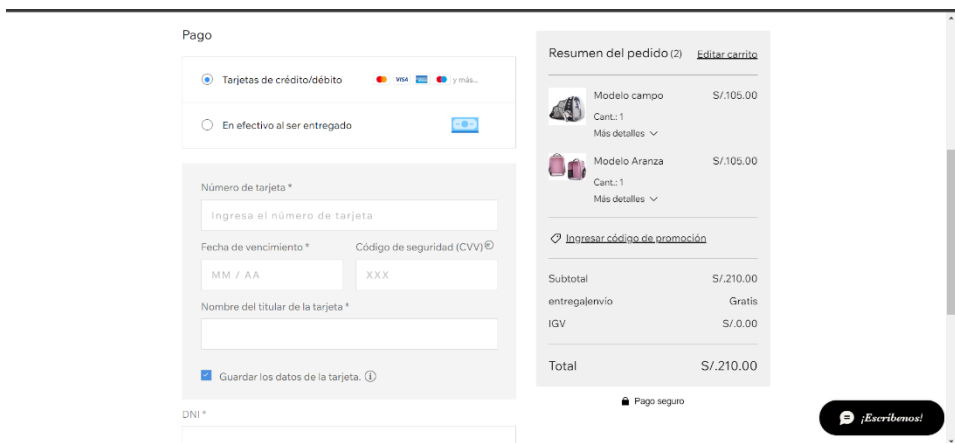 Pago
Tarjetas de crédito/débito VISA y más...
En efectivo al ser entregado
Número de tarjeta *
Ingresa el número de tarjeta
Fecha de vencimiento * Código de seguridad (CVV)
MM / AA XXX
Nombre del titular de la tarjeta *
Guardar los datos de la tarjeta.
DNI *
Resumen del pedido (2) Editar carrito
Modelo campo S/.105.00
Cant.: 1
Más detalles
Modelo Aranza S/.105.00
Cant.: 1
Más detalles
Ingresar código de promoción
Subtotal S/.210.00
entrega|envío Gratis
IGV S/.0.00
Total S/.210.00
Pago seguro
¡Escríbenos!